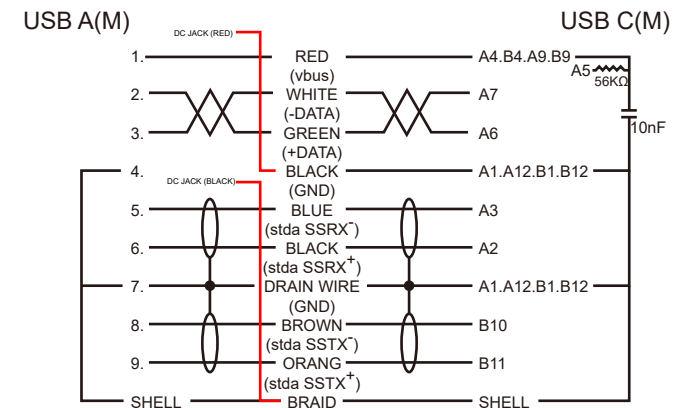 USB A(M) USB C(M)
DC JACK (RED)
1. RED A4.B4.A9.B9
(vbus) A5 56KΩ
2. WHITE A7
(-DATA) 10nF
3. GREEN A6
(+DATA)
4. BLACK A1.A12.B1.B12
DC JACK (BLACK) (GND)
5. BLUE A3
(stda SSRX-)
6. BLACK A2
(stda SSRX+)
7. DRAIN WIRE A1.A12.B1.B12
(GND)
8. BROWN B10
(stda SSTX-)
9. ORANG B11
(stda SSTX+)
SHELL BRAID SHELL